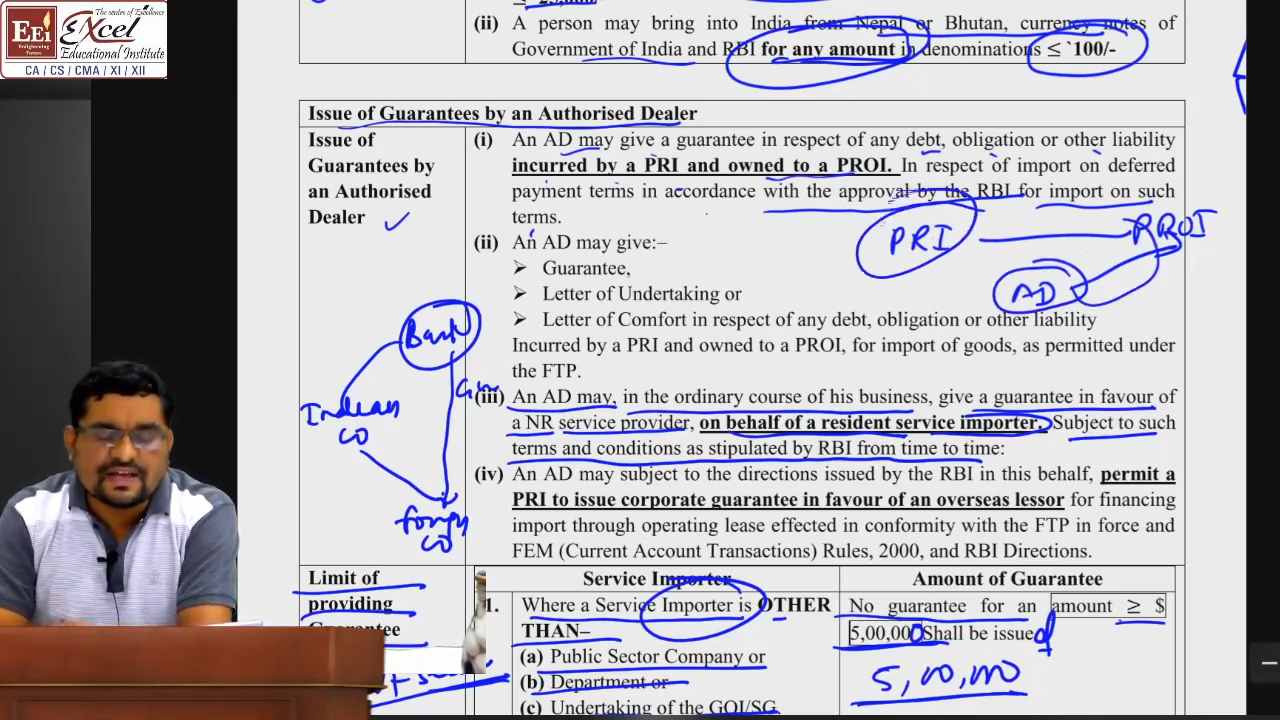 The centre of Excellence
EEi
Enlightening
Future
Excel
Educational Institute
CA / CS / CMA / XI / XII
(ii) A person may bring into India from Nepal or Bhutan, currency notes of
Government of India and RBI for any amount in denominations ≤ `100/-
Issue of Guarantees by an Authorised Dealer
Issue of
Guarantees by
an Authorised
Dealer
(i) An AD may give a guarantee in respect of any debt, obligation or other liability
incurred by a PRI and owned to a PROI. In respect of import on deferred
payment terms in accordance with the approval by the RBI for import on such
terms.
PRI
PROI
AD
(ii) An AD may give:–
➢ Guarantee,
➢ Letter of Undertaking or
➢ Letter of Comfort in respect of any debt, obligation or other liability
Incurred by a PRI and owned to a PROI, for import of goods, as permitted under
the FTP.
Bank
Indian
co
(iii) An AD may, in the ordinary course of his business, give a guarantee in favour of
a NR service provider, on behalf of a resident service importer. Subject to such
terms and conditions as stipulated by RBI from time to time:
(iv) An AD may subject to the directions issued by the RBI in this behalf, permit a
PRI to issue corporate guarantee in favour of an overseas lessor for financing
import through operating lease effected in conformity with the FTP in force and
FEM (Current Account Transactions) Rules, 2000, and RBI Directions.
co
Limit of
providing
Guarantee
Service Importer
Amount of Guarantee
1. Where a Service Importer is OTHER
THAN–
(a) Public Sector Company or
(b) Department or
(c) Undertaking of the GOI/SG
No guarantee for an amount ≥ $
5,00,000 Shall be issued
5,00,000